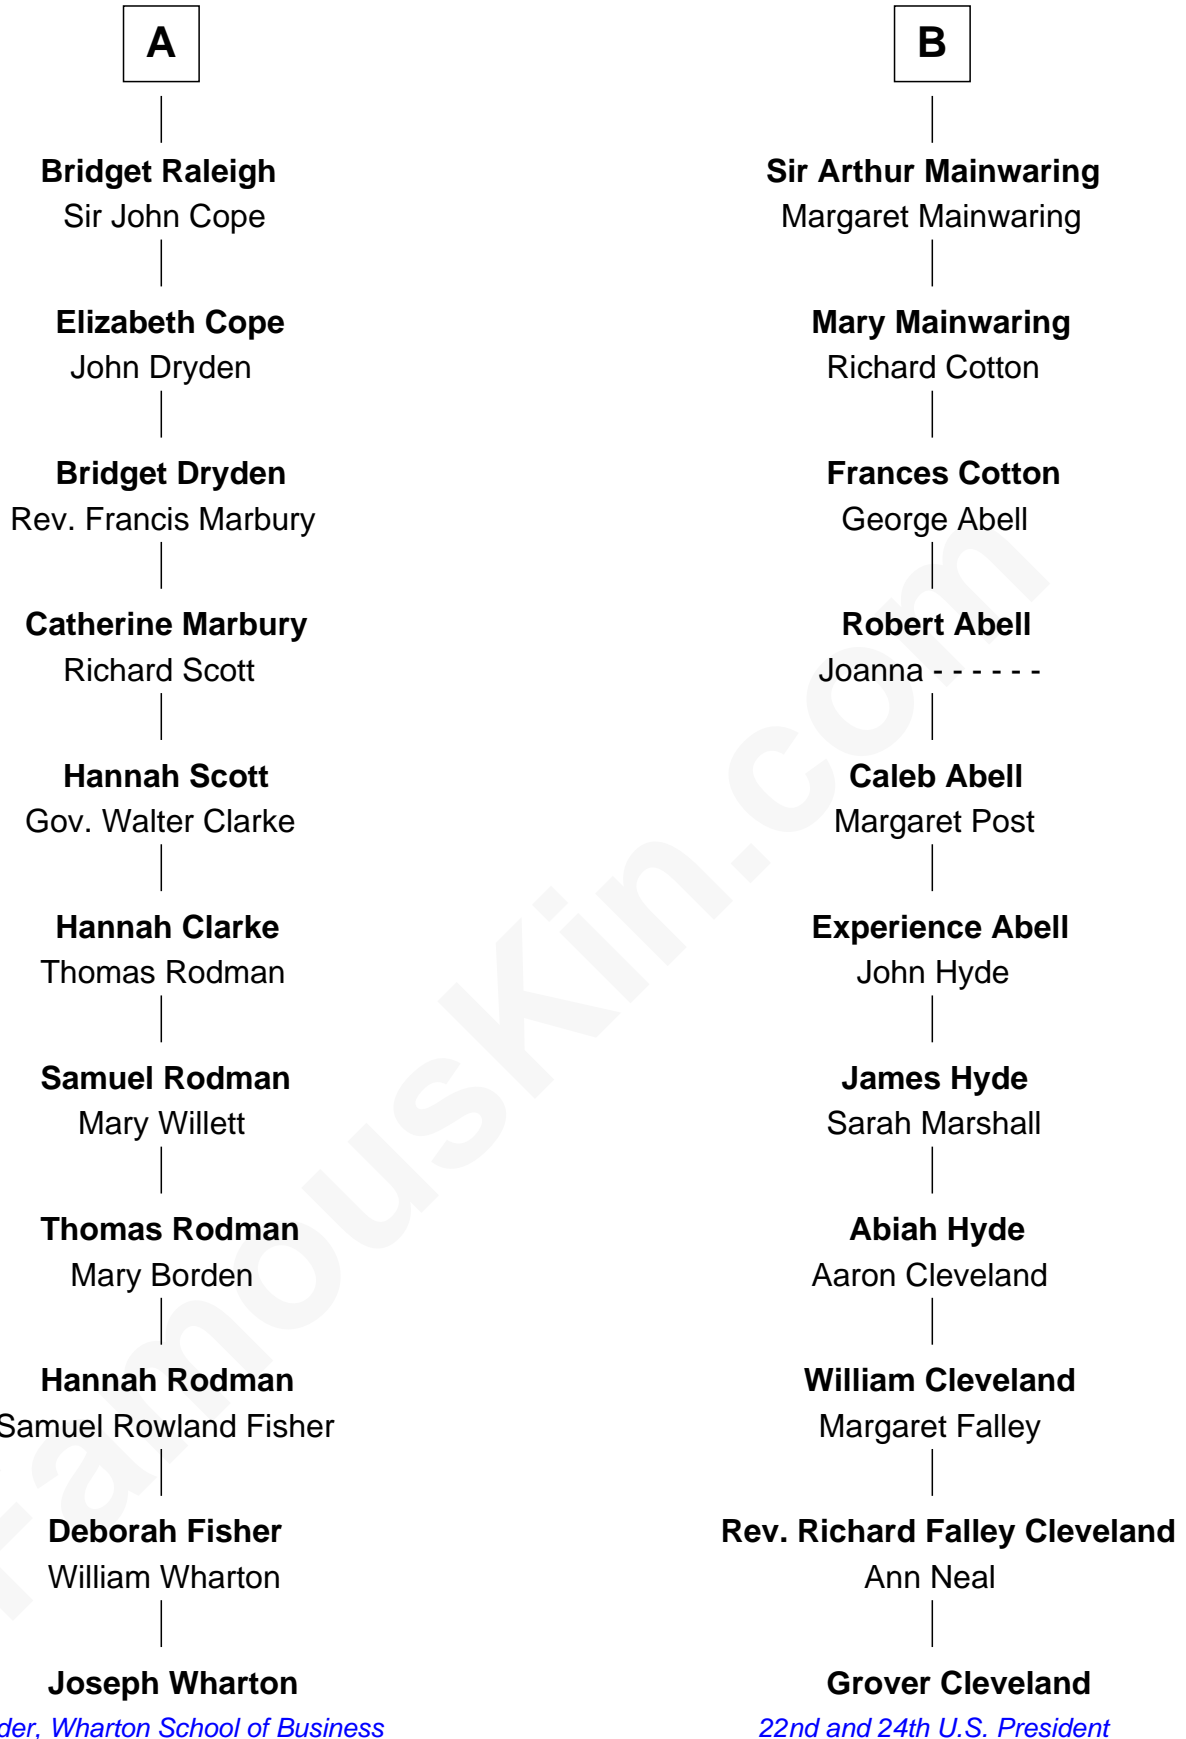 A
Bridget Raleigh
Sir John Cope
Elizabeth Cope
John Dryden
Bridget Dryden
Rev. Francis Marbury
Catherine Marbury
Richard Scott
Hannah Scott
Gov. Walter Clarke
Hannah Clarke
Thomas Rodman
Samuel Rodman
Mary Willett
Thomas Rodman
Mary Borden
Hannah Rodman
Samuel Rowland Fisher
Deborah Fisher
William Wharton
Joseph Wharton
der, Wharton School of Business
B
Sir Arthur Mainwaring
Margaret Mainwaring
Mary Mainwaring
Richard Cotton
Frances Cotton
George Abell
Robert Abell
Joanna - - - - - -
Caleb Abell
Margaret Post
Experience Abell
John Hyde
James Hyde
Sarah Marshall
Abiah Hyde
Aaron Cleveland
William Cleveland
Margaret Falley
Rev. Richard Falley Cleveland
Ann Neal
Grover Cleveland
22nd and 24th U.S. President
FamousKin.com